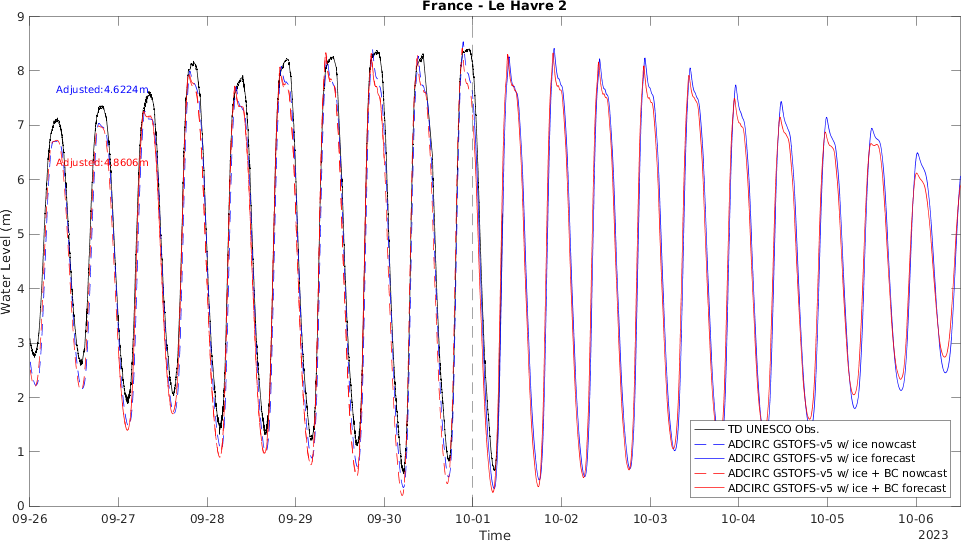 France - Le Havre 2
9
8
7
6
5
4
3
2
1
0
Water Level (m)
Adjusted:4.6224m
Adjusted:4.8606m
TD UNESCO Obs.
ADCIRC GSTOFS-v5 w/ ice nowcast
ADCIRC GSTOFS-v5 w/ ice forecast
ADCIRC GSTOFS-v5 w/ ice + BC nowcast
ADCIRC GSTOFS-v5 w/ ice + BC forecast
09-26 09-27 09-28 09-29 09-30 10-01 10-02 10-03 10-04 10-05 10-06
2023
Time